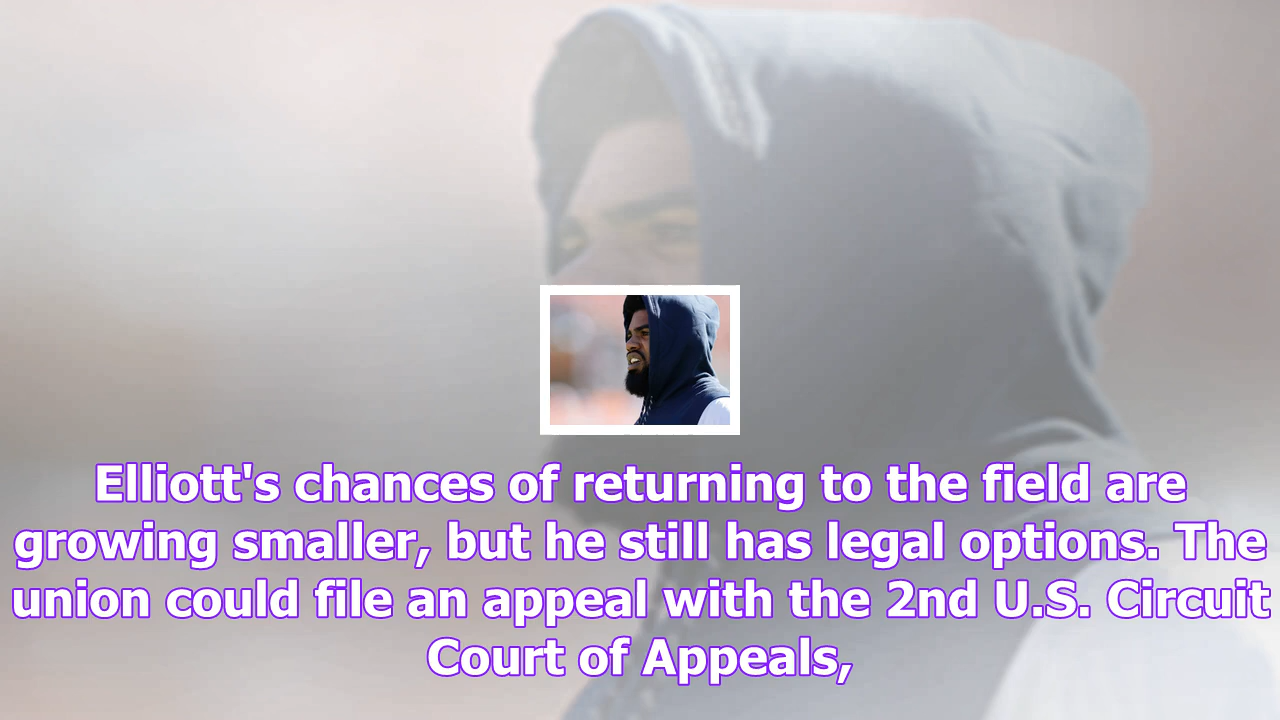 Elliott's chances of returning to the field are
growing smaller, but he still has legal options. The
union could file an appeal with the 2nd U.S. Circuit
Court of Appeals,